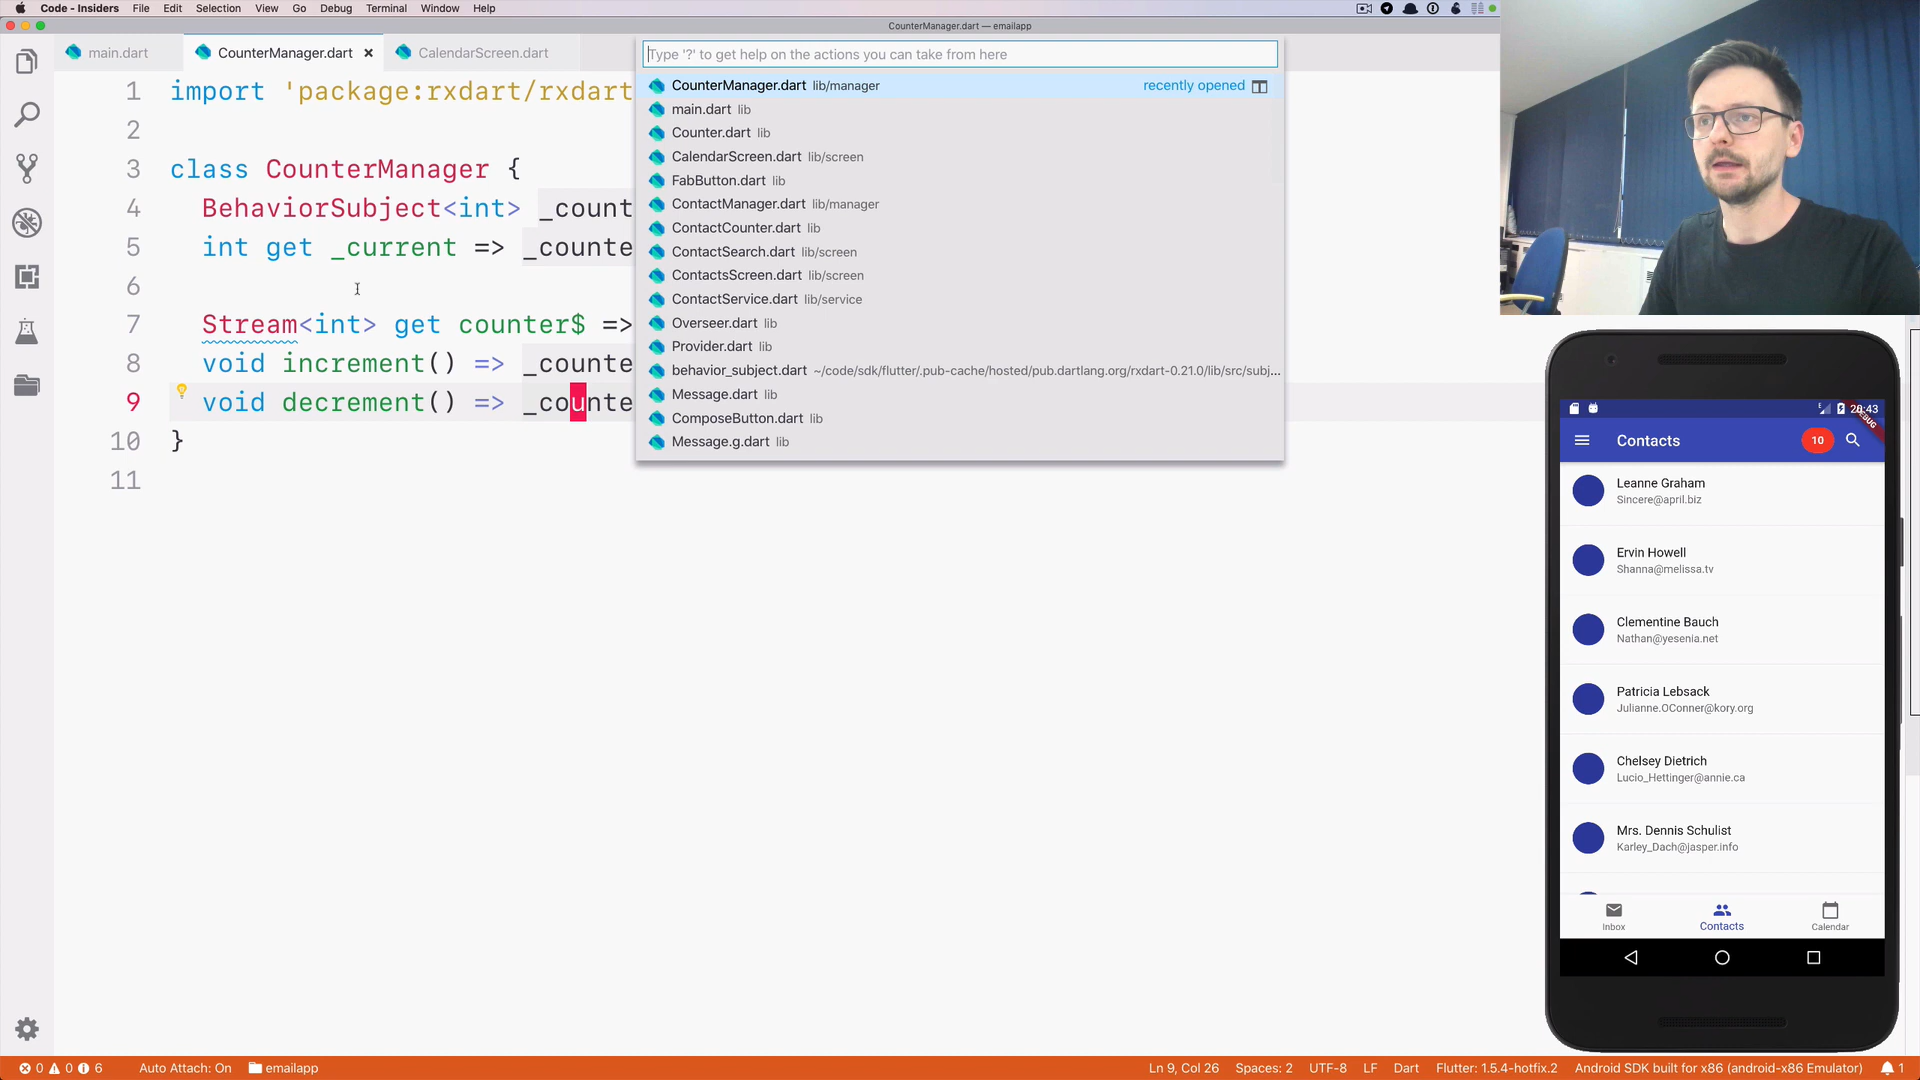 Code - Insiders File Edit Selection View Go Debug Terminal Window Help
CounterManager.dart — emailapp
main.dart CounterManager.dart CalendarScreen.dart
Type '?' to get help on the actions you can take from here
CounterManager.dart lib/manager recently opened
main.dart lib
Counter.dart lib
CalendarScreen.dart lib/screen
FabButton.dart lib
ContactManager.dart lib/manager
ContactCounter.dart lib
ContactSearch.dart lib/screen
ContactsScreen.dart lib/screen
ContactService.dart lib/service
Overseer.dart lib
Provider.dart lib
behavior_subject.dart ~/code/sdk/flutter/.pub-cache/hosted/pub.dartlang.org/rxdart-0.21.0/lib/src/subj...
Message.dart lib
ComposeButton.dart lib
Message.g.dart lib
1 import 'package:rxdart/rxdart
2
3 class CounterManager {
4 BehaviorSubject<int> _count
5 int get _current => _counte
6
7 Stream<int> get counter$ =>
8 void increment() => _counte
9 void decrement() => _counte
10 }
11
20:43
DEBUG
Contacts 10
Leanne Graham
Sincere@april.biz
Ervin Howell
Shanna@melissa.tv
Clementine Bauch
Nathan@yesenia.net
Patricia Lebsack
Julianne.OConner@kory.org
Chelsey Dietrich
Lucio_Hettinger@annie.ca
Mrs. Dennis Schulist
Karley_Dach@jasper.info
Inbox Contacts Calendar
0 0 6 Auto Attach: On emailapp Ln 9, Col 26 Spaces: 2 UTF-8 LF Dart Flutter: 1.5.4-hotfix.2 Android SDK built for x86 (android-x86 Emulator) 1